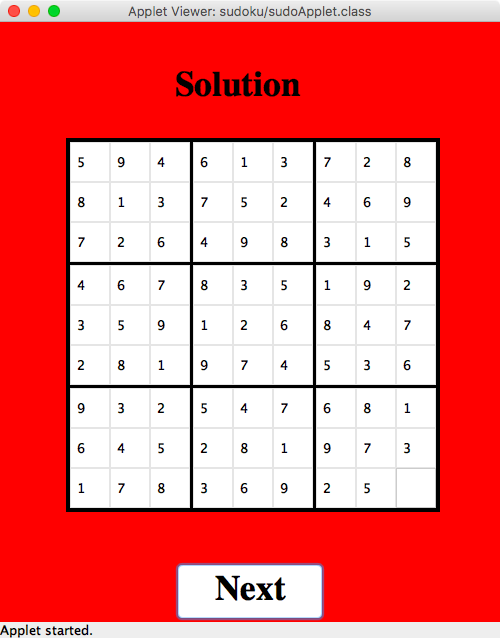 Applet Viewer: sudoku/sudoApplet.class
Solution
5 9 4 6 1 3 7 2 8
8 1 3 7 5 2 4 6 9
7 2 6 4 9 8 3 1 5
4 6 7 8 3 5 1 9 2
3 5 9 1 2 6 8 4 7
2 8 1 9 7 4 5 3 6
9 3 2 5 4 7 6 8 1
6 4 5 2 8 1 9 7 3
1 7 8 3 6 9 2 5
Next
Applet started.